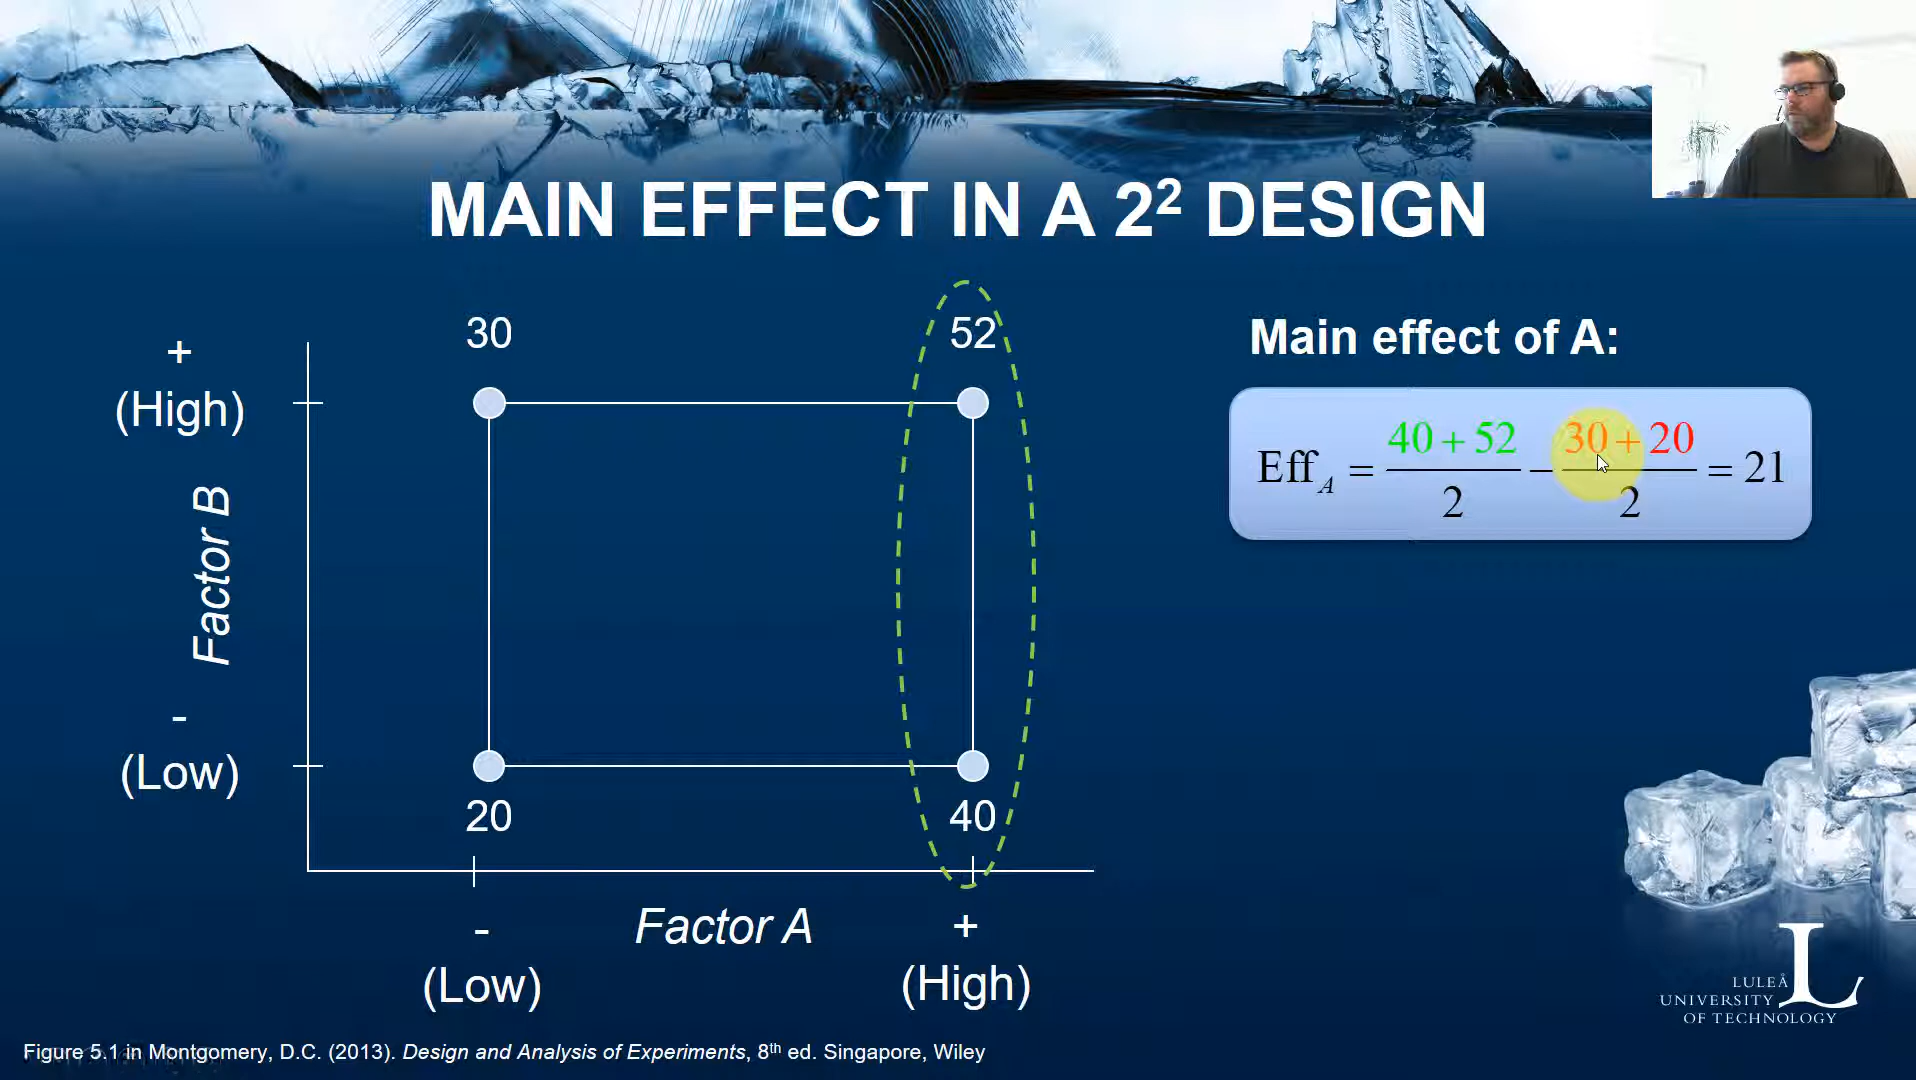 MAIN EFFECT IN A 2² DESIGN
30
52
+
(High)
Factor B
-
(Low)
20
40
-
Factor A
+
(Low)
(High)
Main effect of A:
Eff_A = (40 + 52)/2 − (30 + 20)/2 = 21
LULEÅ
UNIVERSITY
OF TECHNOLOGY
L
Figure 5.1 in Montgomery, D.C. (2013). Design and Analysis of Experiments, 8th ed. Singapore, Wiley